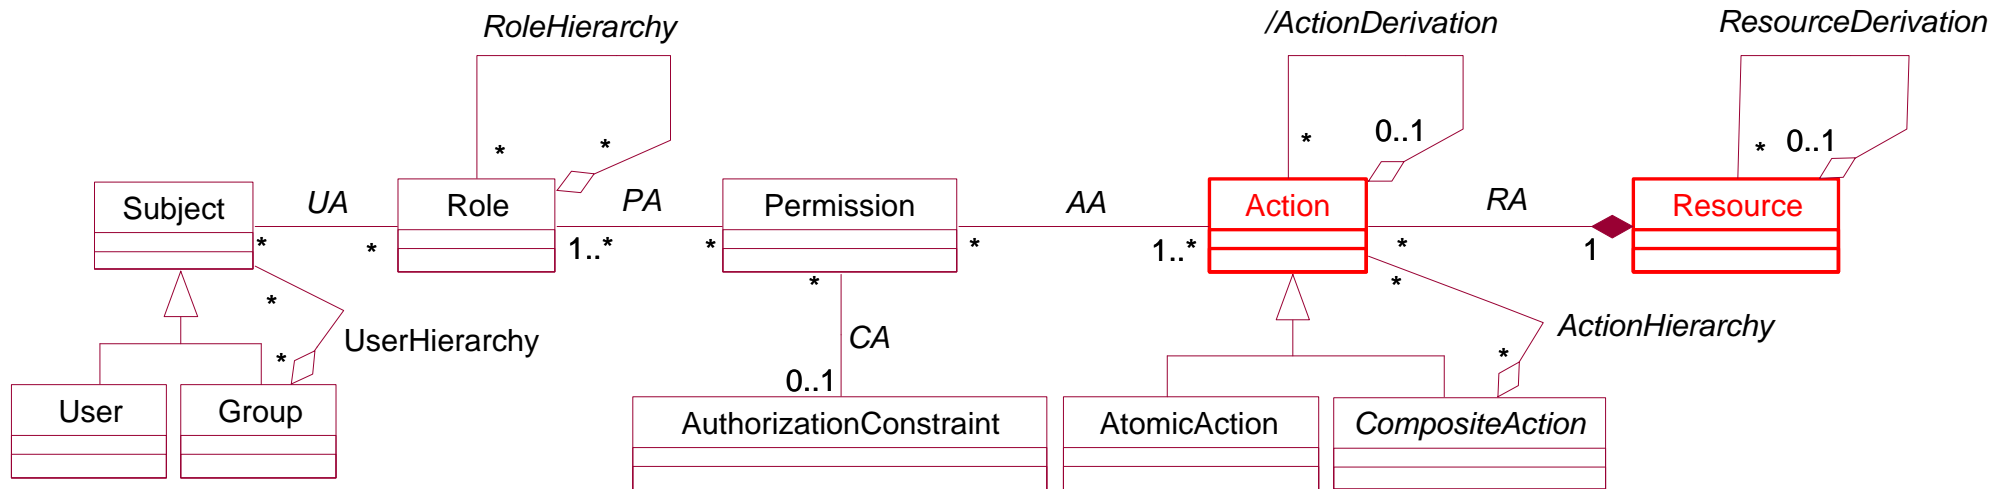 RoleHierarchy
/ActionDerivation
ResourceDerivation
* *
* 0..1
* 0..1
Subject UA Role PA Permission AA Action RA Resource
* * 1..* * * 1..* * 1
* * *
* UserHierarchy
CA
ActionHierarchy
*
0..1
User Group AuthorizationConstraint AtomicAction CompositeAction